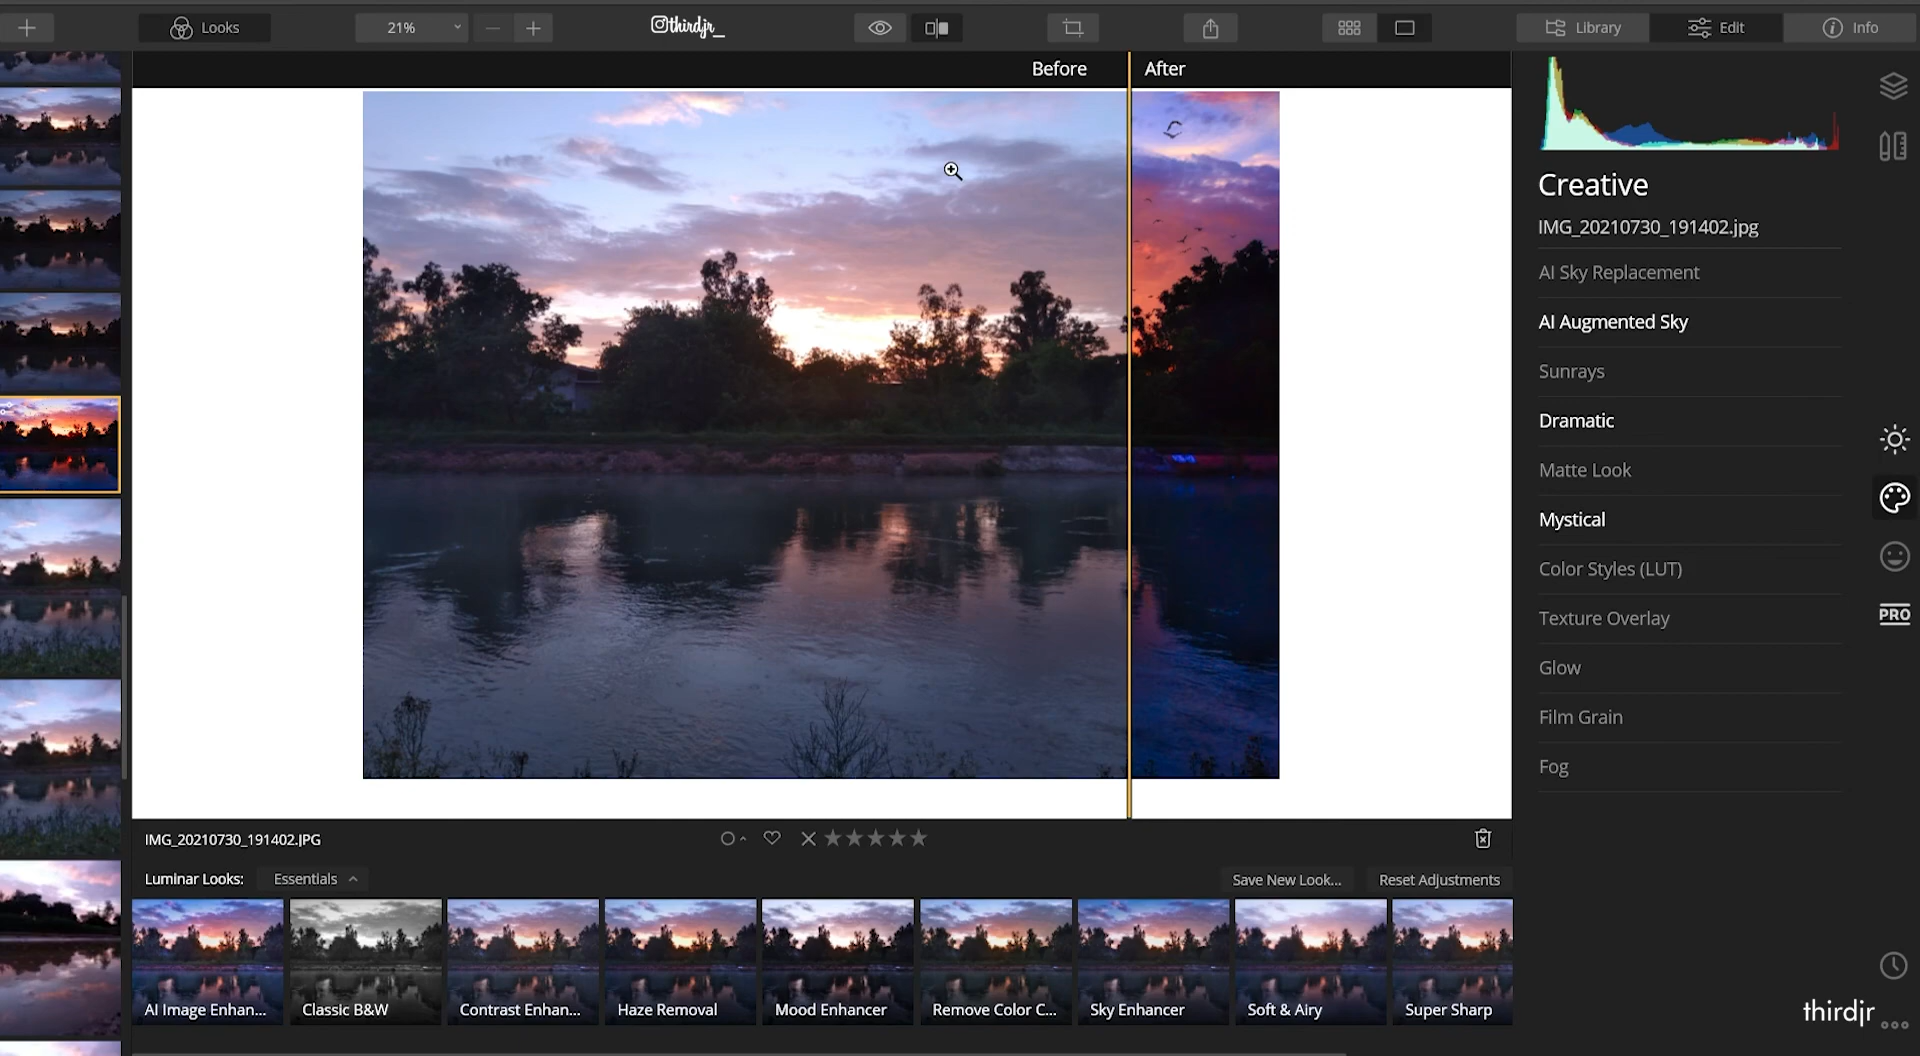 Looks
21%
thirdjr_
Library
Edit
Info
Before
After
Creative
IMG_20210730_191402.jpg
AI Sky Replacement
AI Augmented Sky
Sunrays
Dramatic
Matte Look
Mystical
Color Styles (LUT)
Texture Overlay
Glow
Film Grain
Fog
PRO
IMG_20210730_191402.JPG
Luminar Looks:
Essentials
Save New Look...
Reset Adjustments
AI Image Enhan...
Classic B&W
Contrast Enhan...
Haze Removal
Mood Enhancer
Remove Color C...
Sky Enhancer
Soft & Airy
Super Sharp
thirdjr